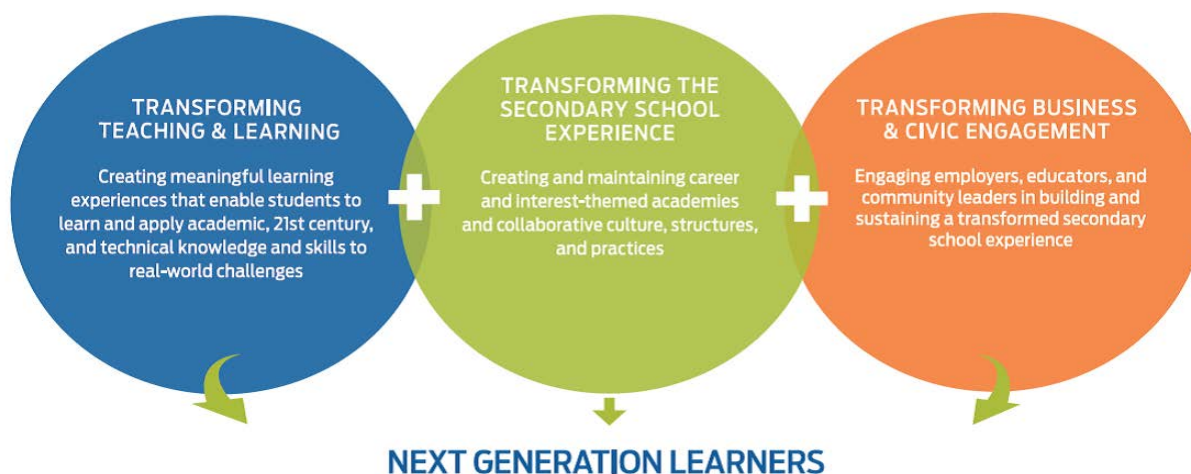 TRANSFORMING
TEACHING & LEARNING
Creating meaningful learning
experiences that enable students to
learn and apply academic, 21st century,
and technical knowledge and skills to
real-world challenges
TRANSFORMING THE
SECONDARY SCHOOL
EXPERIENCE
Creating and maintaining career
and interest-themed academies
and collaborative culture, structures,
and practices
TRANSFORMING BUSINESS
& CIVIC ENGAGEMENT
Engaging employers, educators, and
community leaders in building and
sustaining a transformed secondary
school experience
NEXT GENERATION LEARNERS